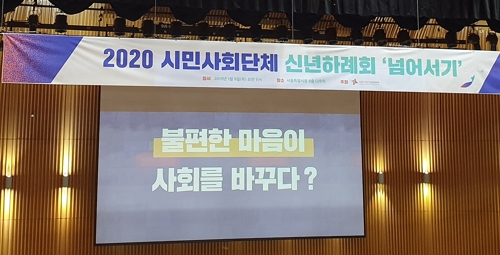 2020 시민사회단체 신년하례회 '넘어서기'
불편한 마음이
사회를 바꾸다?